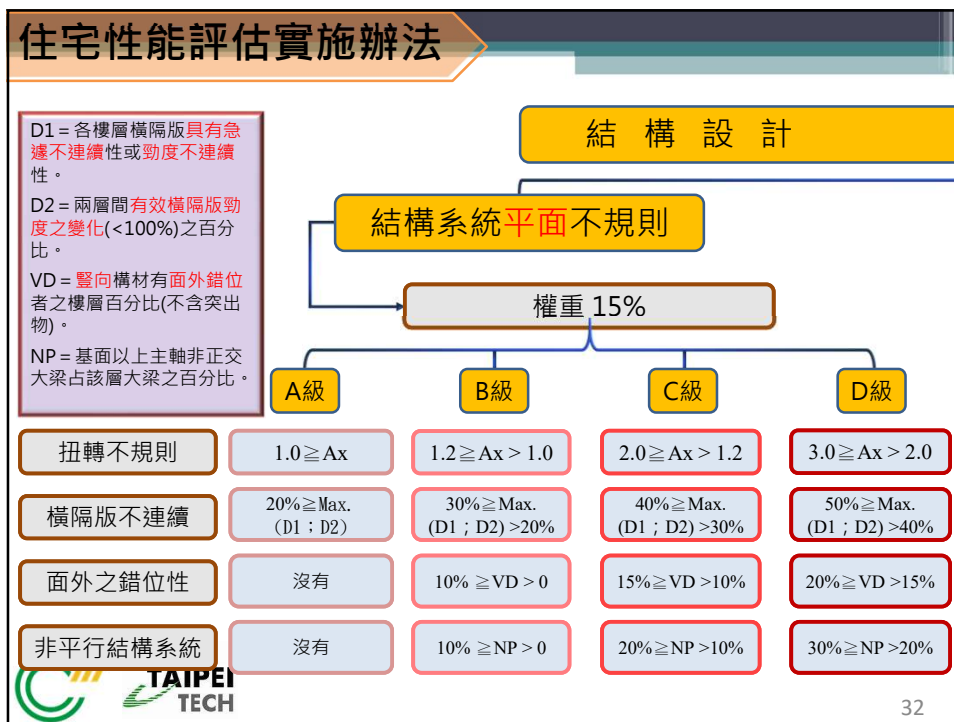 住宅性能評估實施辦法
D1＝各樓層橫隔版具有急
遽不連續性或勁度不連續
性。
D2＝兩層間有效橫隔版勁
度之變化(<100%)之百分
比。
VD＝豎向構材有面外錯位
者之樓層百分比(不含突出
物)。
NP＝基面以上主軸非正交
大梁占該層大梁之百分比。
結 構 設 計
結構系統平面不規則
權重 15%
A級
B級
C級
D級
扭轉不規則
1.0≧Ax
1.2≧Ax > 1.0
2.0≧Ax > 1.2
3.0≧Ax > 2.0
橫隔版不連續
20%≧Max.
（D1；D2）
30%≧Max.
(D1；D2) >20%
40%≧Max.
(D1；D2) >30%
50%≧Max.
(D1；D2) >40%
面外之錯位性
沒有
10% ≧VD > 0
15%≧VD >10%
20%≧VD >15%
非平行結構系統
沒有
10% ≧NP > 0
20%≧NP >10%
30%≧NP >20%
TAIPEI
TECH
32